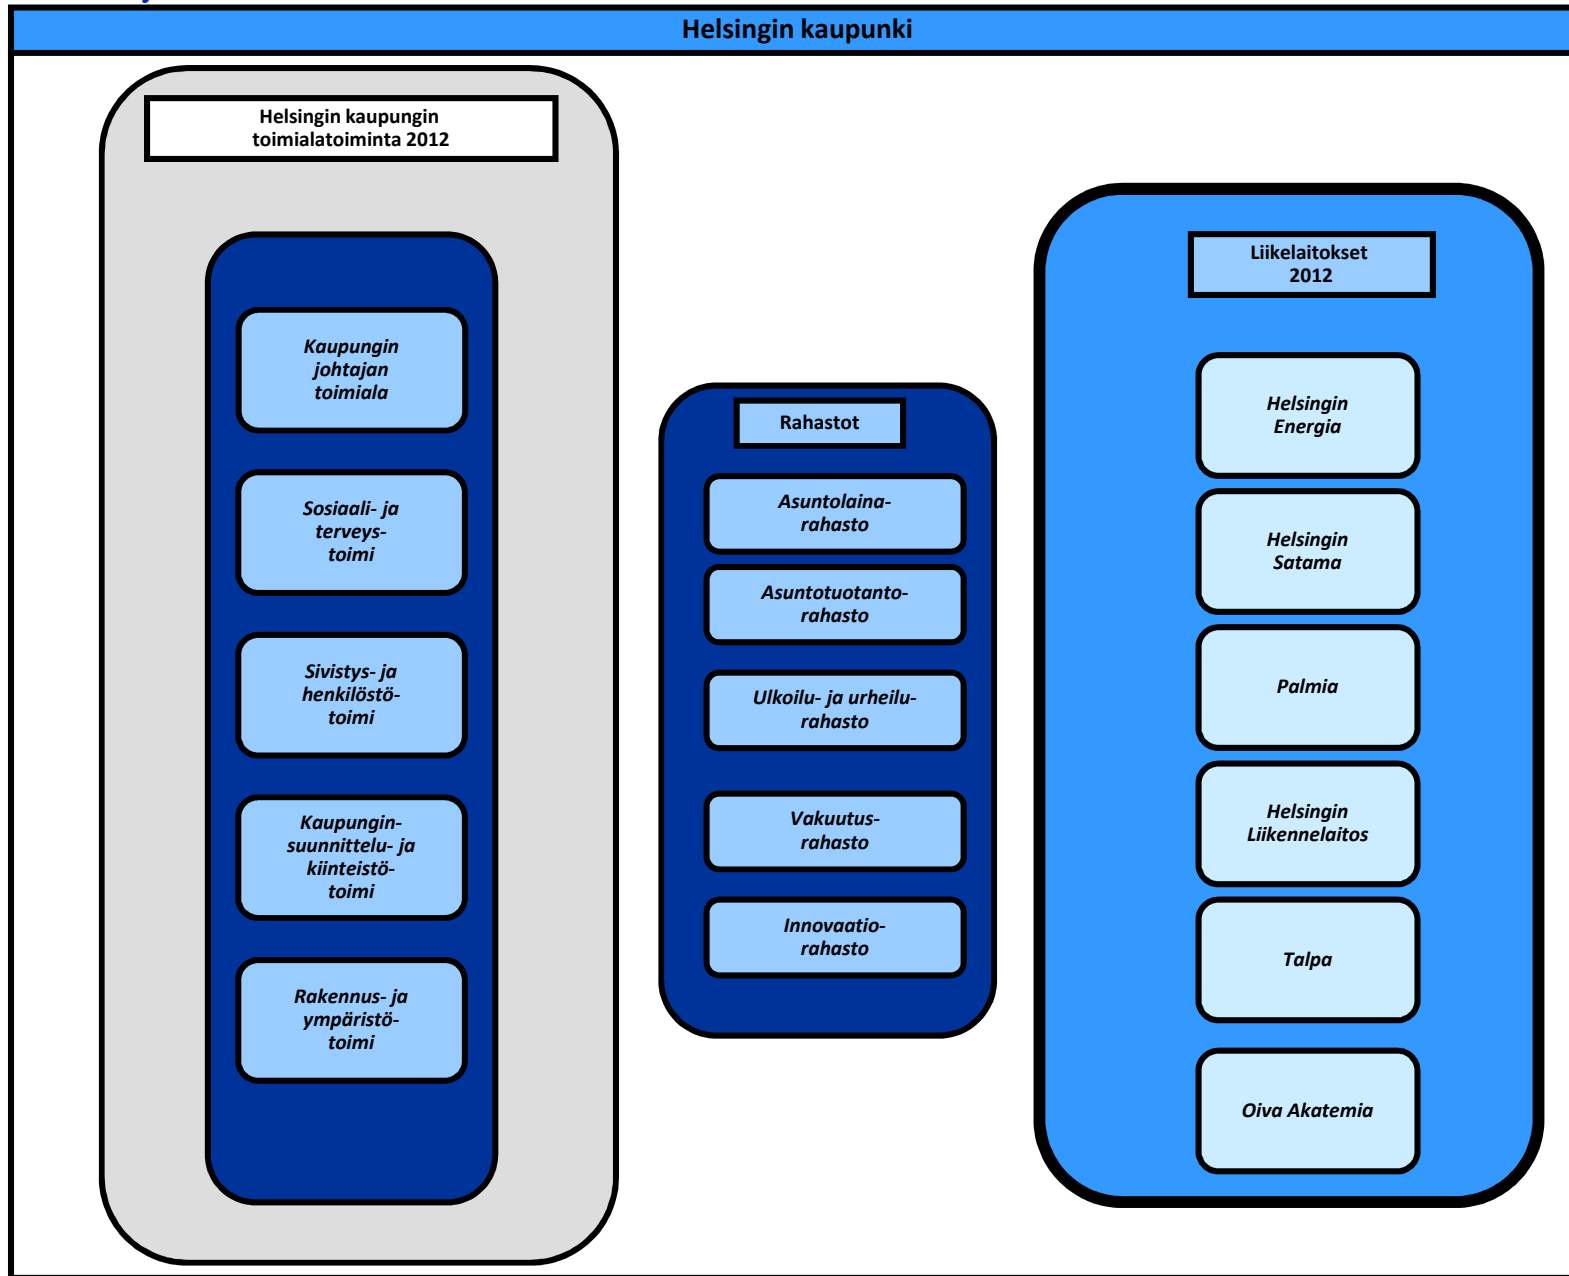 Helsingin kaupunki
Helsingin kaupungin
toimialatoiminta 2012
Kaupungin
johtajan
toimiala
Sosiaali- ja
terveys-
toimi
Sivistys- ja
henkilöstö-
toimi
Kaupungin-
suunnittelu- ja
kiinteistö-
toimi
Rakennus- ja
ympäristö-
toimi
Rahastot
Asuntolaina-
rahasto
Asuntotuotanto-
rahasto
Ulkoilu- ja urheilu-
rahasto
Vakuutus-
rahasto
Innovaatio-
rahasto
Liikelaitokset
2012
Helsingin
Energia
Helsingin
Satama
Palmia
Helsingin
Liikennelaitos
Talpa
Oiva Akatemia